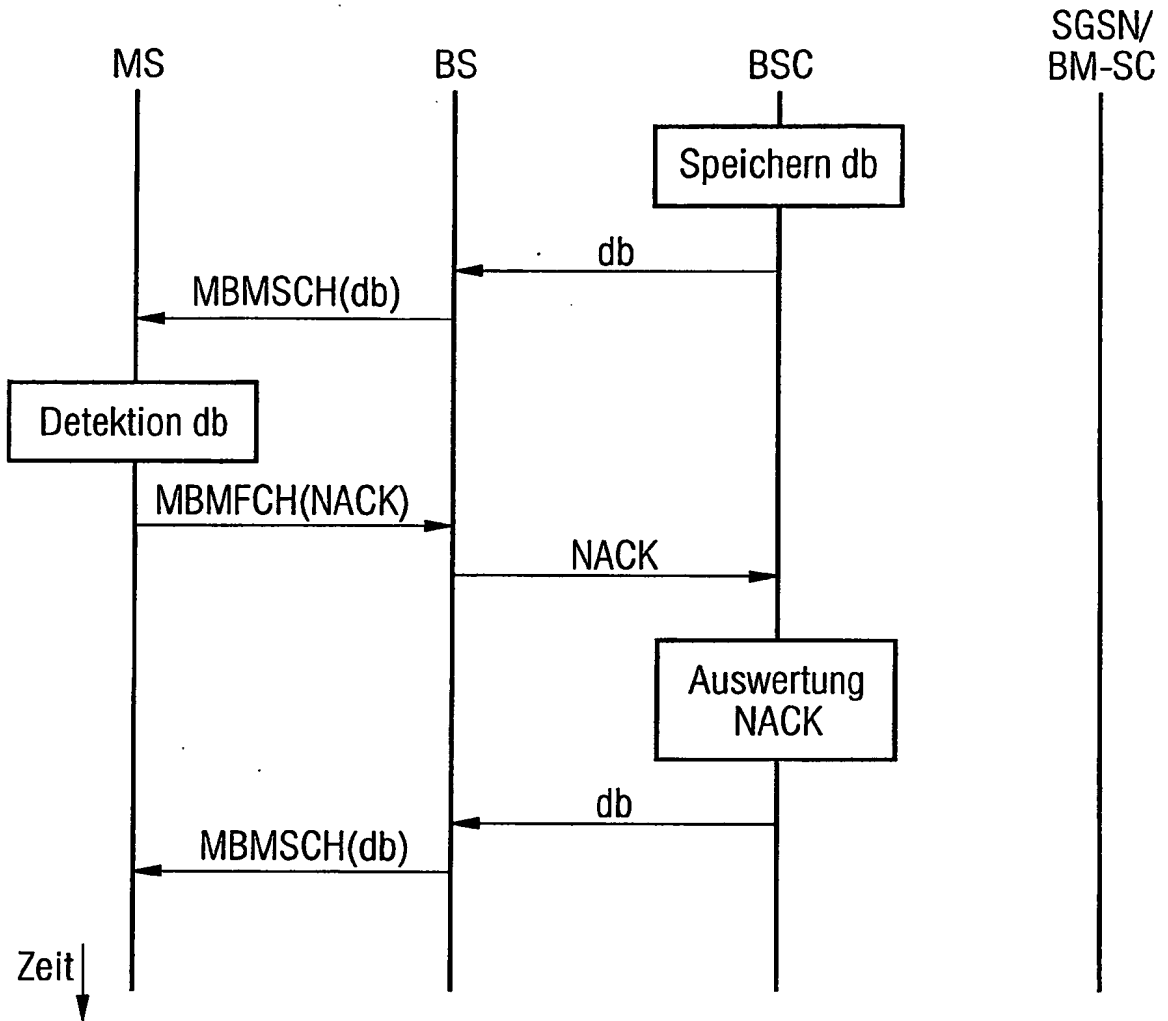 MS
BS
BSC
SGSN/
BM-SC
Speichern db
db
MBMSCH(db)
Detektion db
MBMFCH(NACK)
NACK
Auswertung
NACK
db
MBMSCH(db)
Zeit